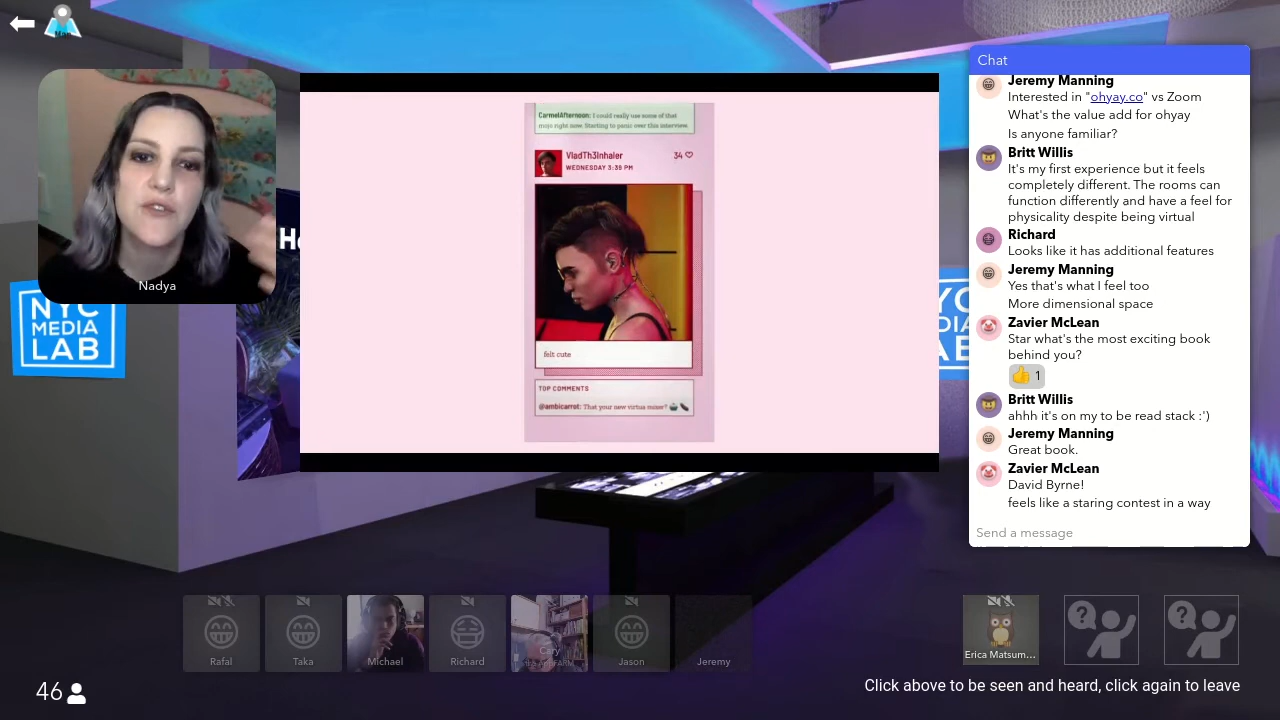 Map
Nadya
He
NYC
MEDIA
LAB
CarmelAfternoon: I could really use some of that
mojo right now. Starting to panic over this interview.
VladTh3Inhaler
34
WEDNESDAY 3:39 PM
felt cute
TOP COMMENTS
@ambicarrot: That your new virtua mixer?
Chat
Jeremy Manning
Interested in "ohyay.co" vs Zoom
What's the value add for ohyay
Is anyone familiar?
Britt Willis
It's my first experience but it feels
completely different. The rooms can
function differently and have a feel for
physicality despite being virtual
Richard
Looks like it has additional features
Jeremy Manning
Yes that's what I feel too
More dimensional space
Zavier McLean
Star what's the most exciting book
behind you?
👍 1
Britt Willis
ahhh it's on my to be read stack :')
Jeremy Manning
Great book.
Zavier McLean
David Byrne!
feels like a staring contest in a way
Send a message
Rafal
Taka
Michael
Richard
Cary
Jason
Jeremy
Erica Matsum...
46
Click above to be seen and heard, click again to leave